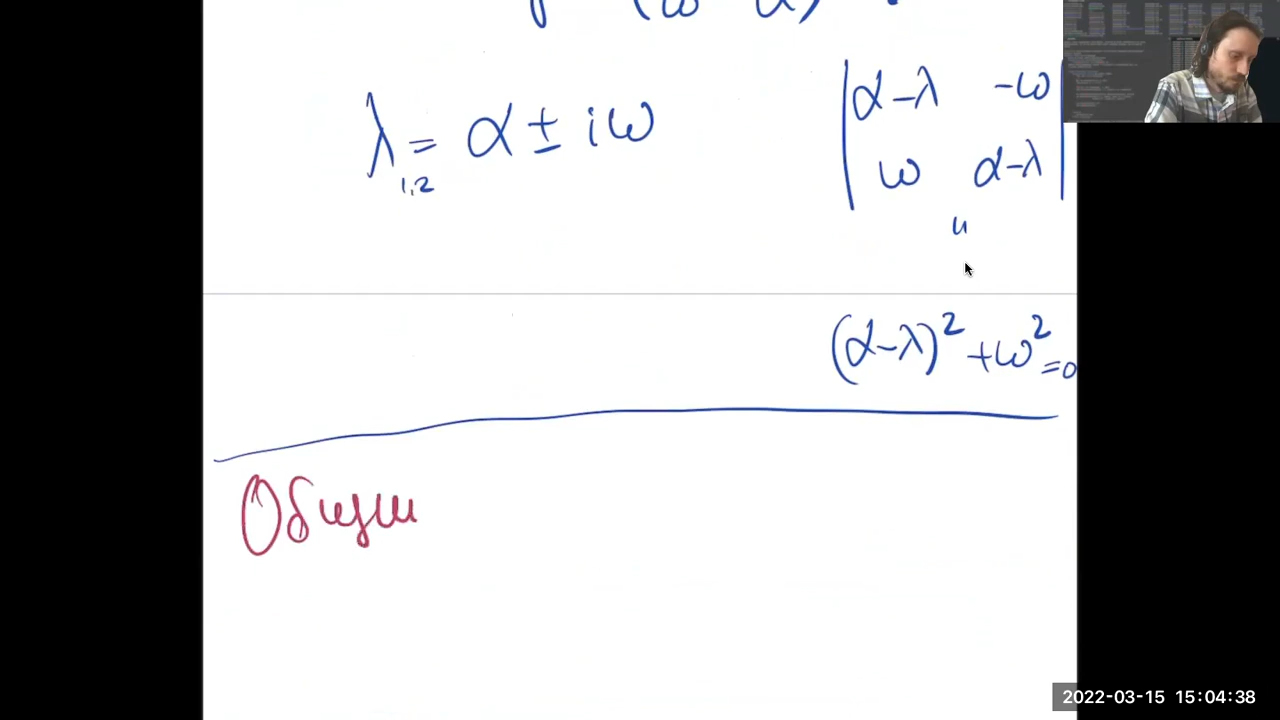 λ₁,₂ = α ± iω
| α-λ -ω |
| ω α-λ |
(α-λ)² + ω² = 0
Общи
2022-03-15 15:04:38